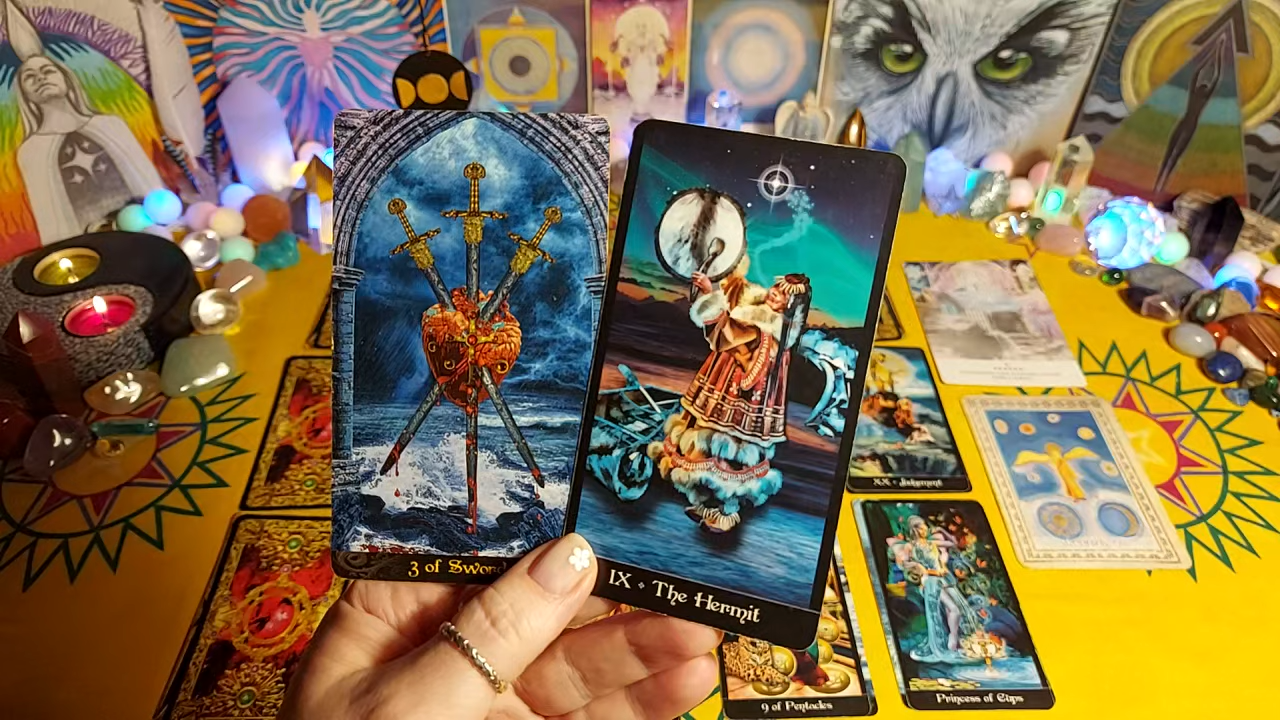 3 of Sword
IX The Hermit
XX Judgement
Princess of Cups
9 of Pentacles